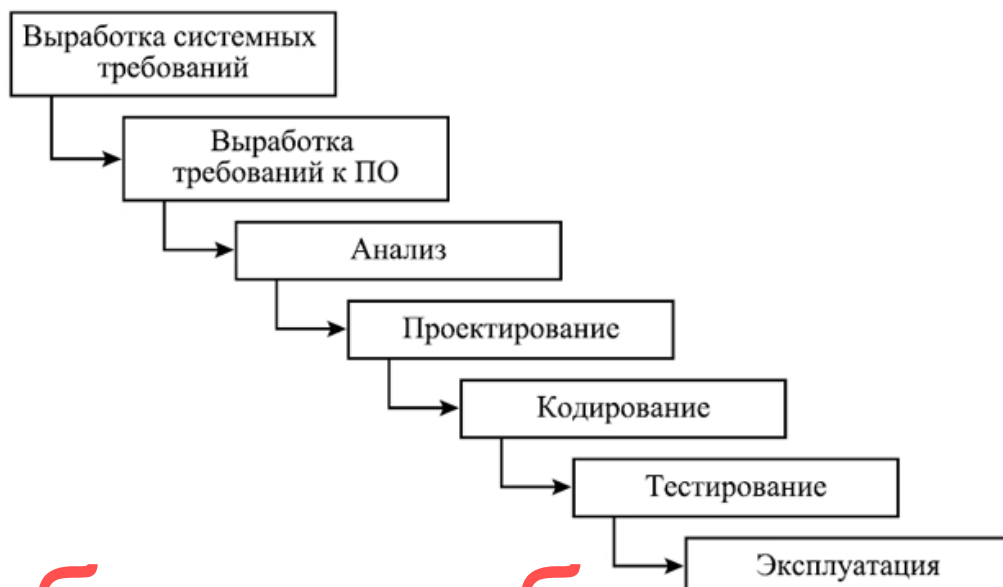 Выработка системных
требований
Выработка
требований к ПО
Анализ
Проектирование
Кодирование
Тестирование
Эксплуатация